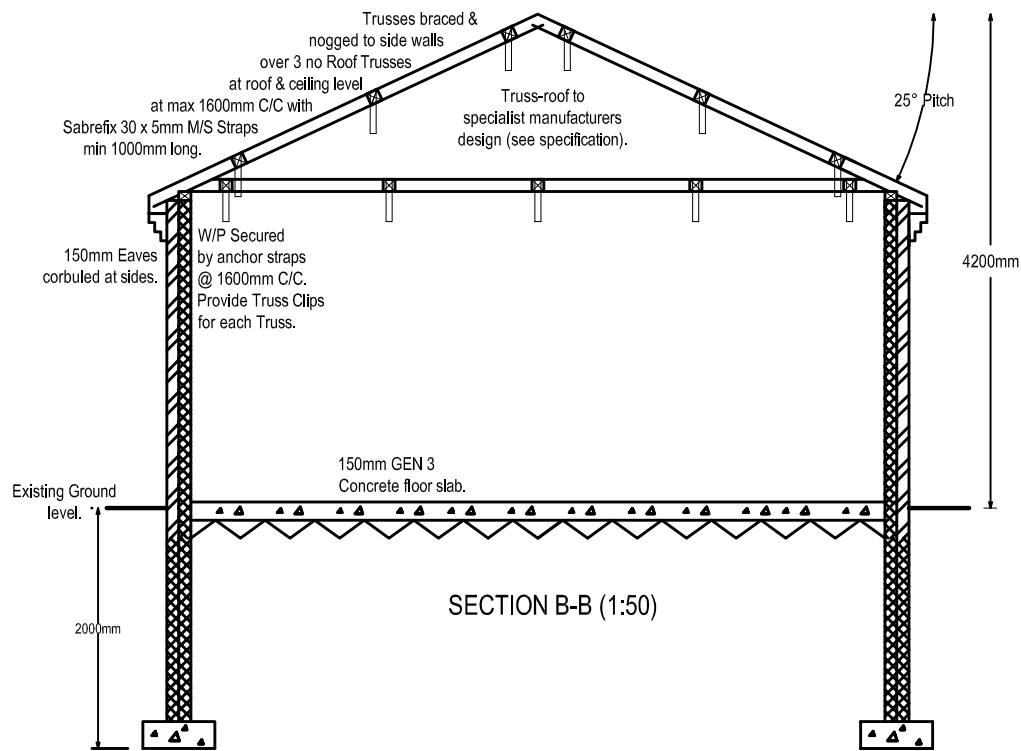 Trusses braced &
nogged to side walls
over 3 no Roof Trusses
at roof & ceiling level
at max 1600mm C/C with
Sabrefix 30 x 5mm M/S Straps
min 1000mm long.
Truss-roof to
specialist manufacturers
design (see specification).
25° Pitch
150mm Eaves
corbuled at sides.
W/P Secured
by anchor straps
@ 1600mm C/C.
Provide Truss Clips
for each Truss.
4200mm
150mm GEN 3
Concrete floor slab.
Existing Ground
level.
2000mm
SECTION B-B (1:50)